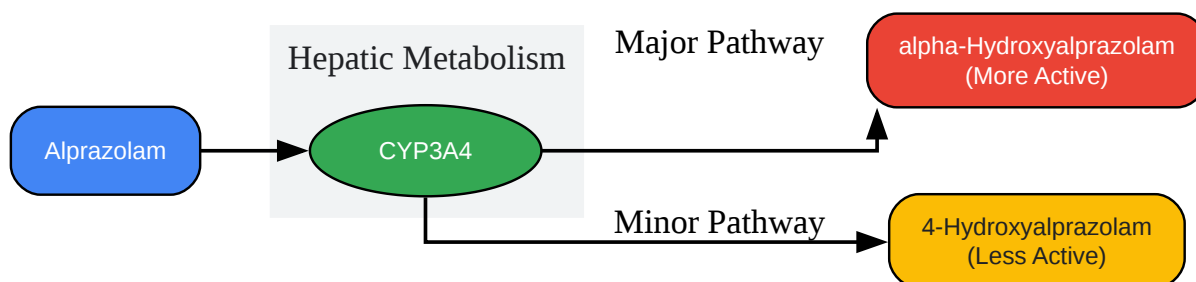 Hepatic Metabolism
Major Pathway
alpha-Hydroxyalprazolam
(More Active)
Alprazolam
CYP3A4
Minor Pathway
4-Hydroxyalprazolam
(Less Active)